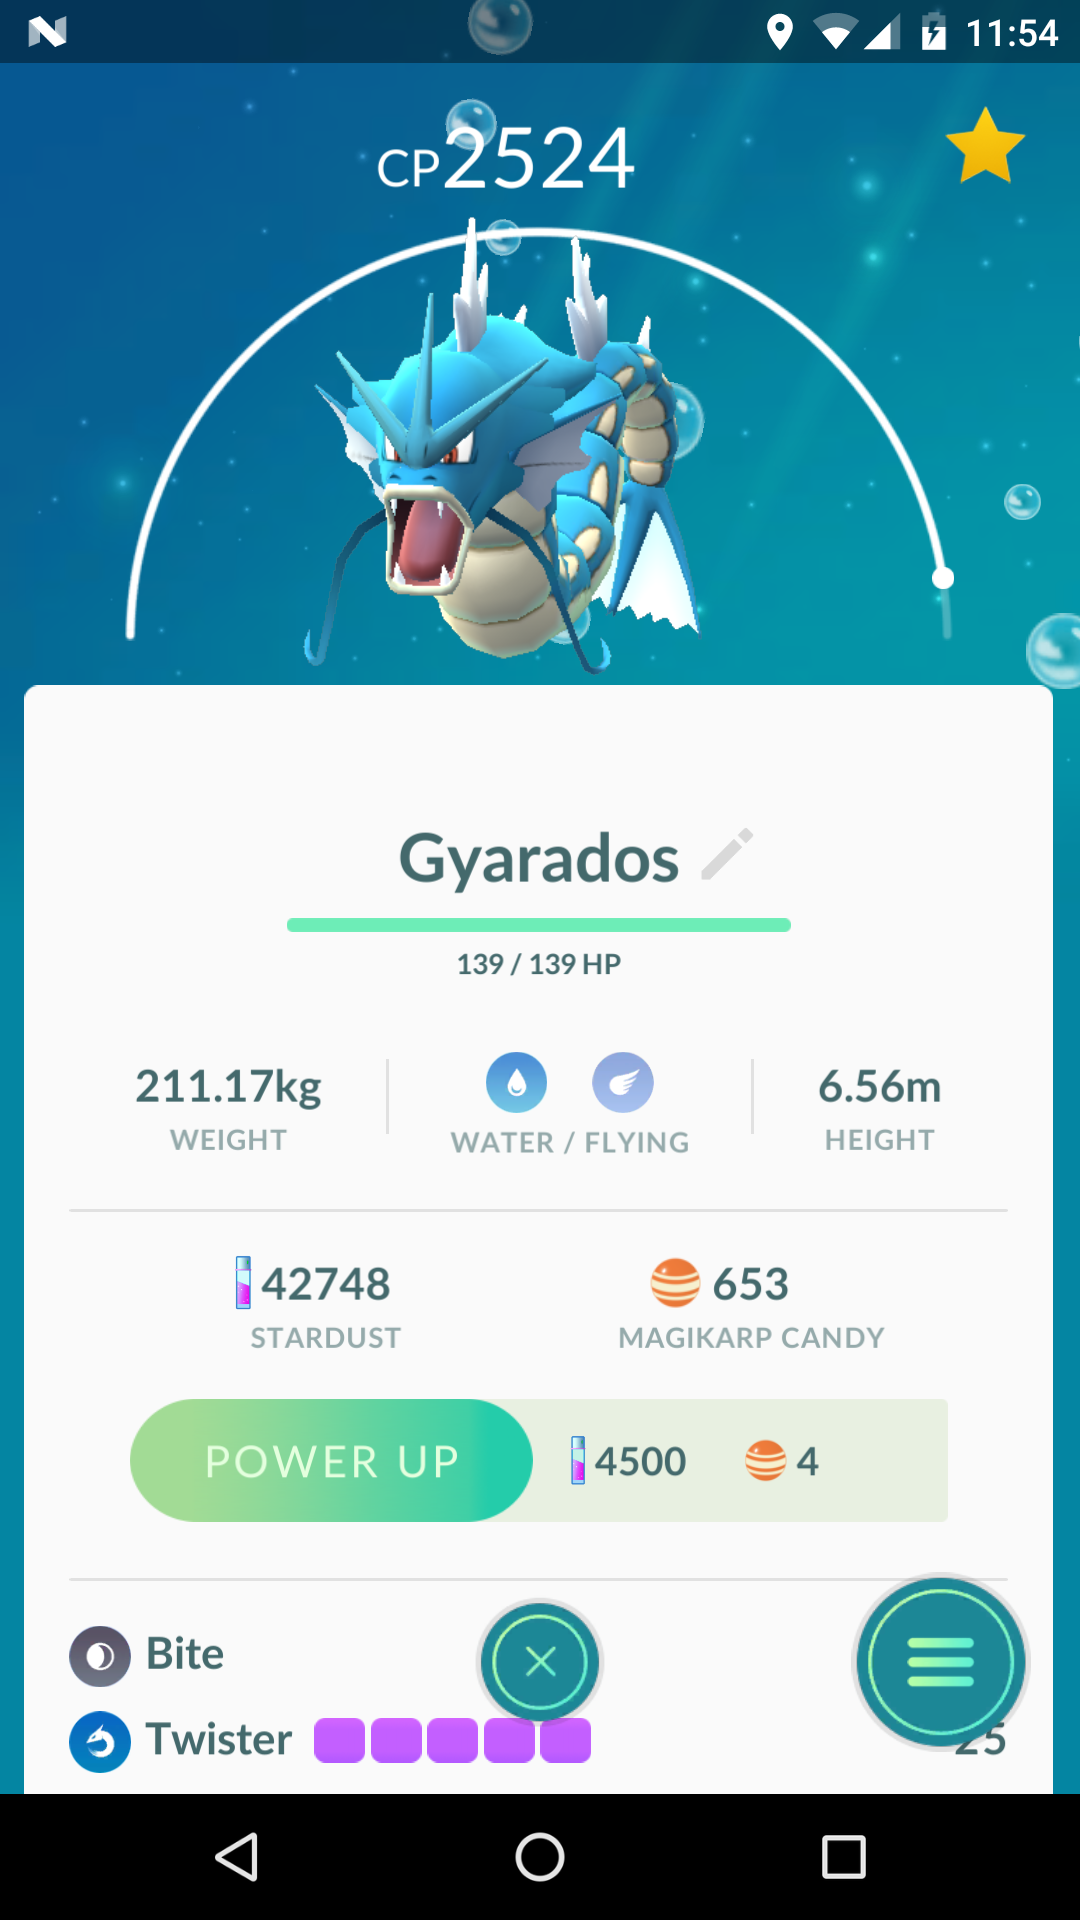 11:54
CP2524
Gyarados
139 / 139 HP
211.17kg
WEIGHT
WATER / FLYING
6.56m
HEIGHT
42748
STARDUST
653
MAGIKARP CANDY
POWER UP 4500 4
Bite
Twister 25